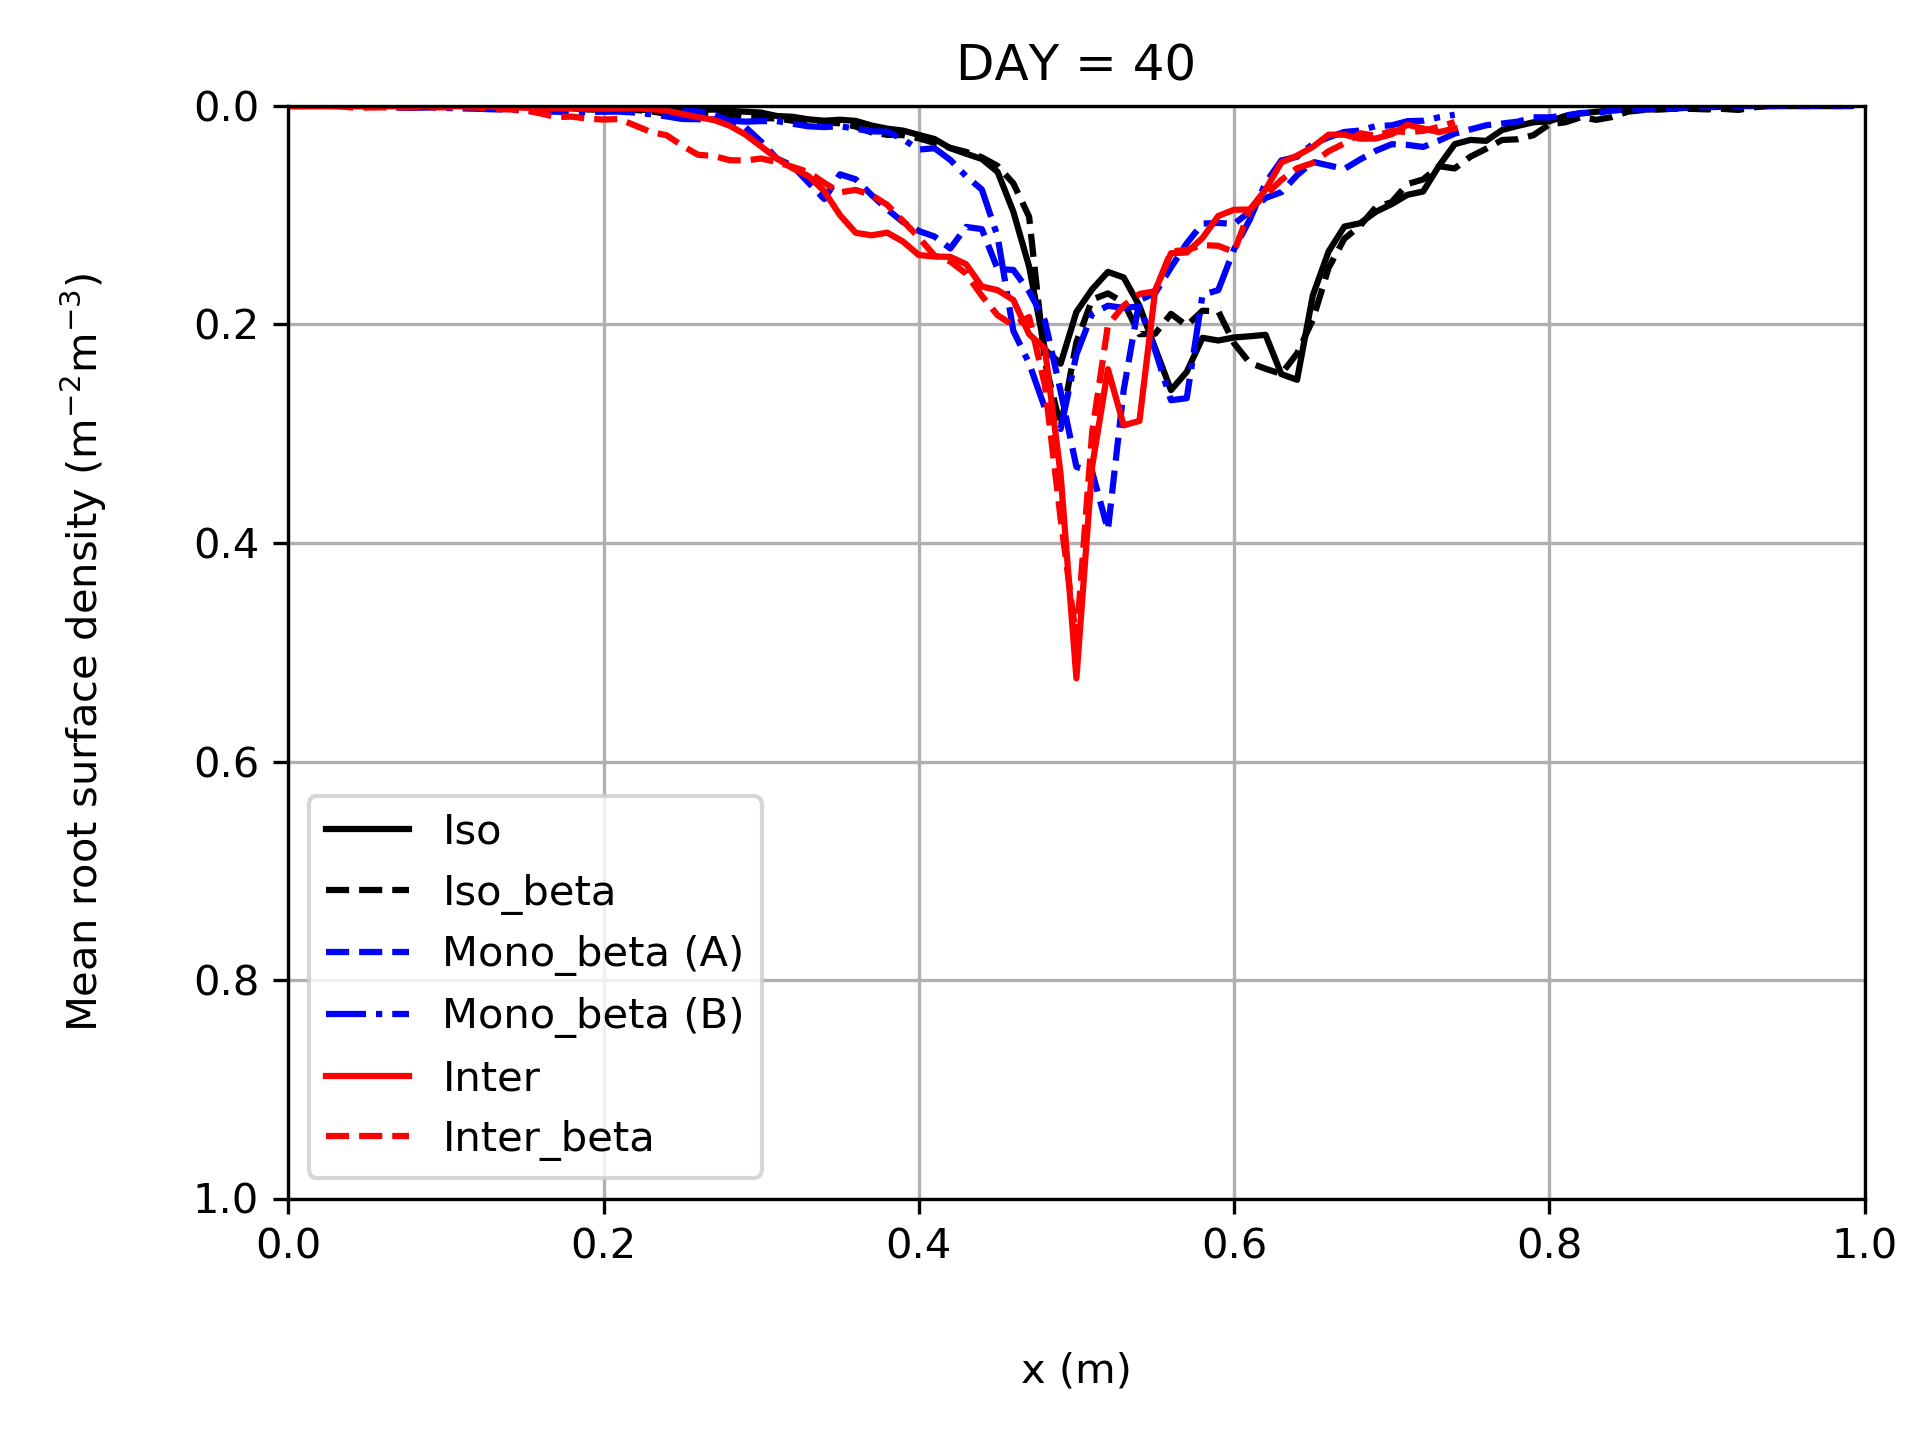 DAY = 40
Mean root surface density (m⁻²m⁻³)
0.0
0.2
0.4
0.6
0.8
1.0
Iso
Iso_beta
Mono_beta (A)
Mono_beta (B)
Inter
Inter_beta
0.0 0.2 0.4 0.6 0.8 1.0
x (m)